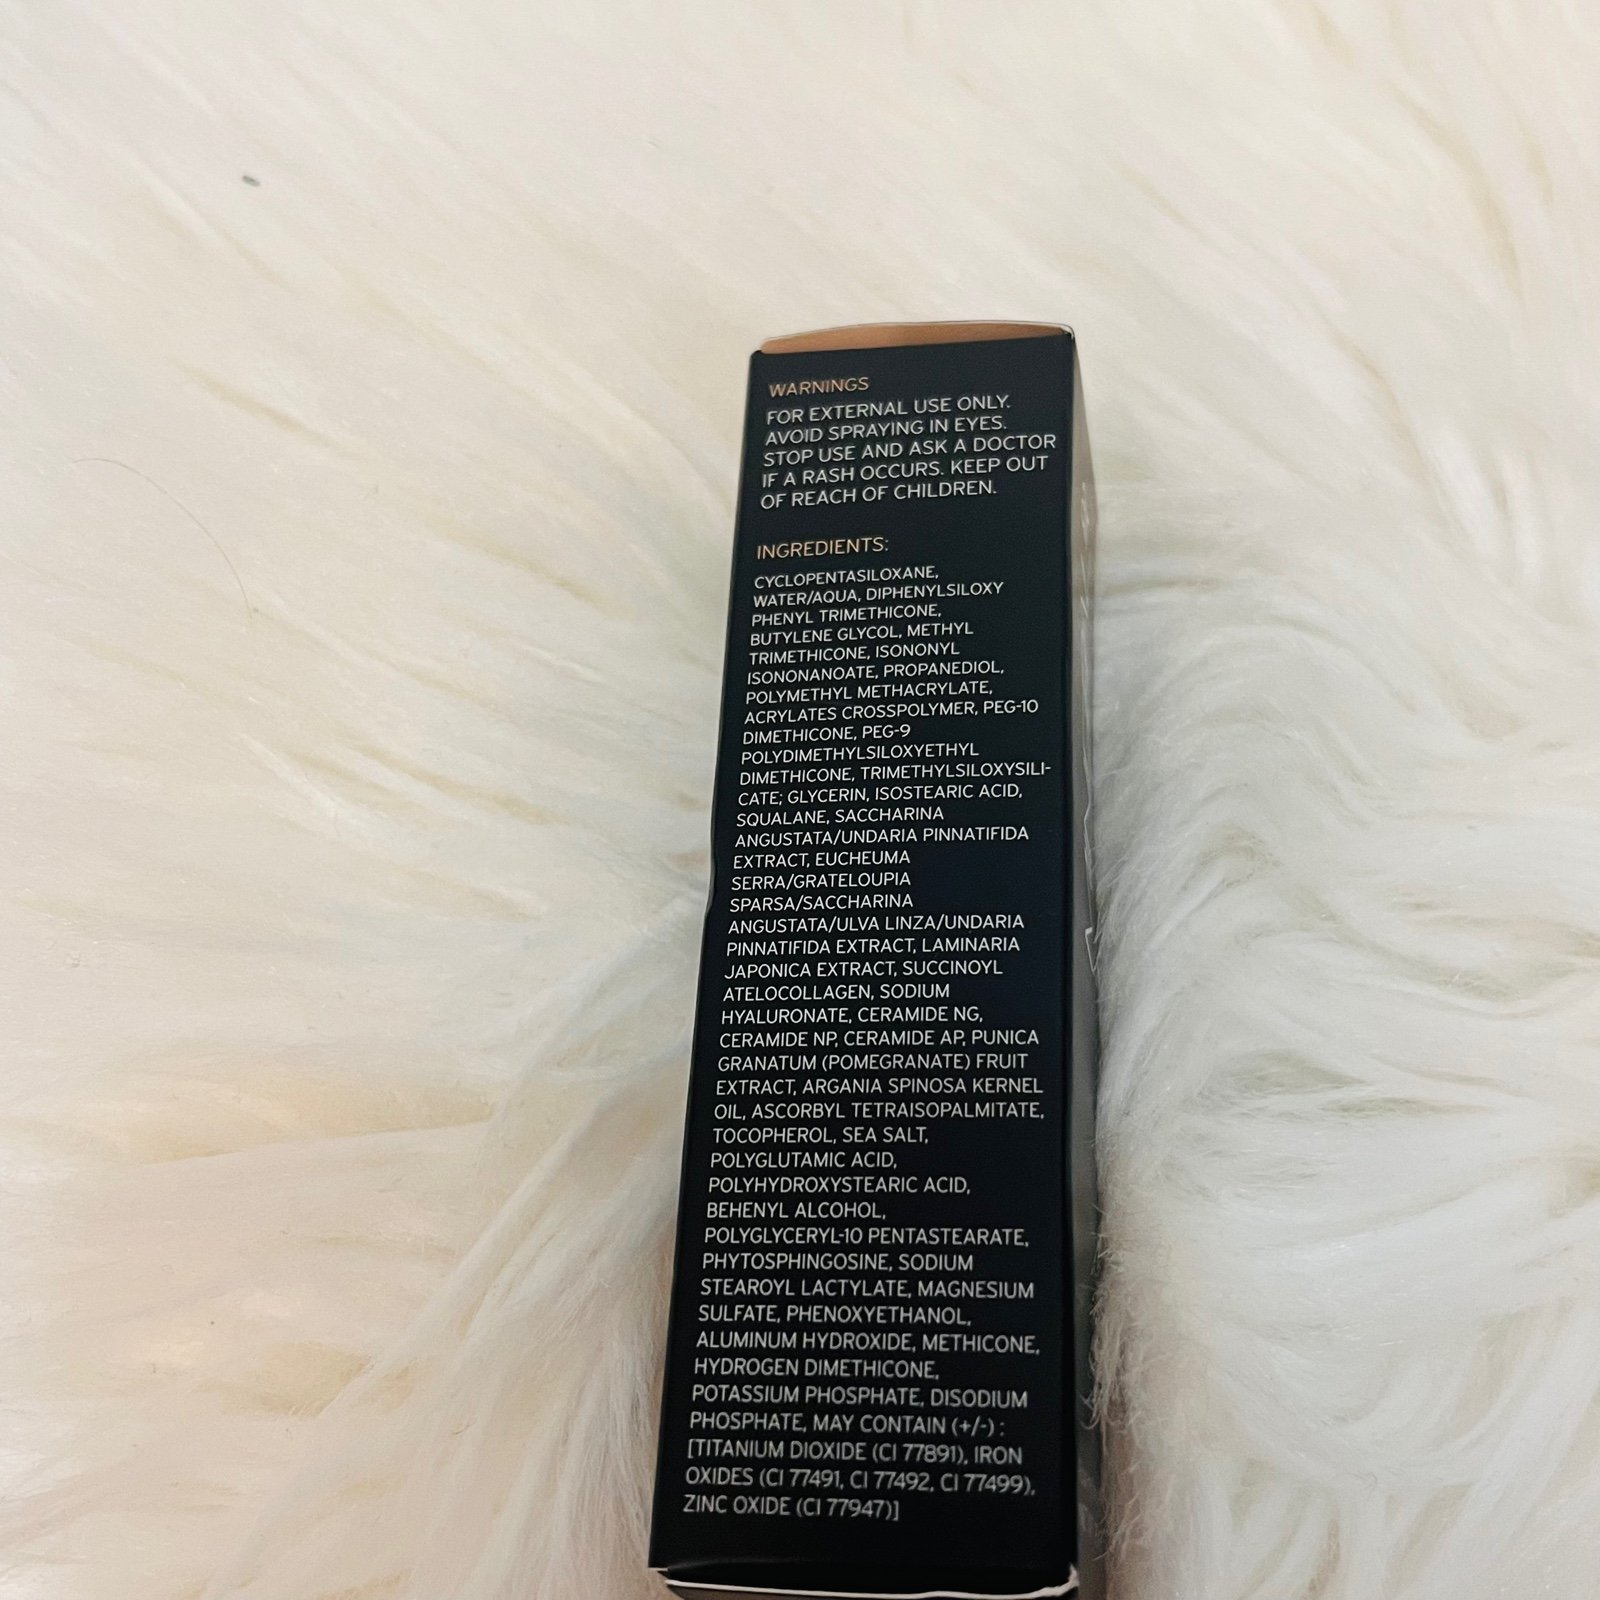 WARNINGS
FOR EXTERNAL USE ONLY.
AVOID SPRAYING IN EYES.
STOP USE AND ASK A DOCTOR
IF A RASH OCCURS. KEEP OUT
OF REACH OF CHILDREN.
INGREDIENTS:
CYCLOPENTASILOXANE,
WATER/AQUA, DIPHENYLSILOXY
PHENYL TRIMETHICONE,
BUTYLENE GLYCOL, METHYL
TRIMETHICONE, ISONONYL
ISONONANOATE, PROPANEDIOL,
POLYMETHYL METHACRYLATE,
ACRYLATES CROSSPOLYMER, PEG-10
DIMETHICONE, PEG-9
POLYDIMETHYLSILOXYETHYL
DIMETHICONE, TRIMETHYLSILOXYSILI-
CATE; GLYCERIN, ISOSTEARIC ACID,
SQUALANE, SACCHARINA
ANGUSTATA/UNDARIA PINNATIFIDA
EXTRACT, EUCHEUMA
SERRA/GRATELOUPIA
SPARSA/SACCHARINA
ANGUSTATA/ULVA LINZA/UNDARIA
PINNATIFIDA EXTRACT, LAMINARIA
JAPONICA EXTRACT, SUCCINOYL
ATELOCOLLAGEN, SODIUM
HYALURONATE, CERAMIDE NG,
CERAMIDE NP, CERAMIDE AP, PUNICA
GRANATUM (POMEGRANATE) FRUIT
EXTRACT, ARGANIA SPINOSA KERNEL
OIL, ASCORBYL TETRAISOPALMITATE,
TOCOPHEROL, SEA SALT,
POLYGLUTAMIC ACID,
POLYHYDROXYSTEARIC ACID,
BEHENYL ALCOHOL,
POLYGLYCERYL-10 PENTASTEARATE,
PHYTOSPHINGOSINE, SODIUM
STEAROYL LACTYLATE, MAGNESIUM
SULFATE, PHENOXYETHANOL,
ALUMINUM HYDROXIDE, METHICONE,
HYDROGEN DIMETHICONE,
POTASSIUM PHOSPHATE, DISODIUM
PHOSPHATE, MAY CONTAIN (+/-) :
[TITANIUM DIOXIDE (CI 77891), IRON
OXIDES (CI 77491, CI 77492, CI 77499),
ZINC OXIDE (CI 77947)]